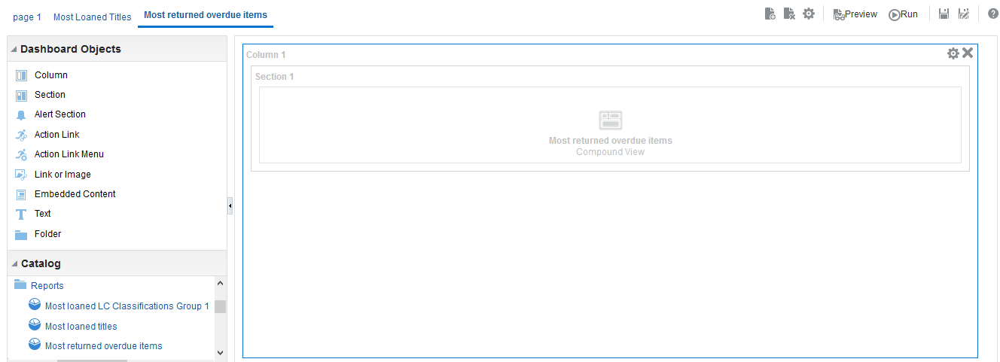 page 1 Most Loaned Titles Most returned overdue items Preview Run
Dashboard Objects
Column
Section
Alert Section
Action Link
Action Link Menu
Link or Image
Embedded Content
Text
Folder
Catalog
Reports
Most loaned LC Classifications Group 1
Most loaned titles
Most returned overdue items
Column 1
Section 1
Most returned overdue items
Compound View